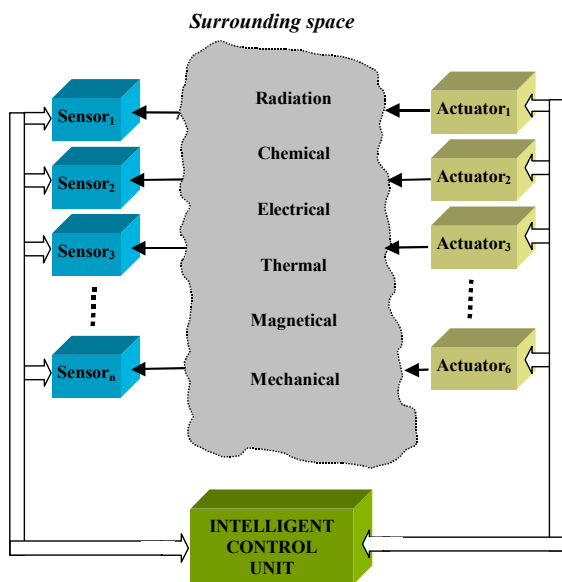 Surrounding space
Sensor₁
Radiation
Actuator₁
Chemical
Sensor₂
Actuator₂
Electrical
Sensor₃
Actuator₃
Thermal
Magnetical
Sensorₙ
Mechanical
Actuator₆
INTELLIGENT
CONTROL
UNIT